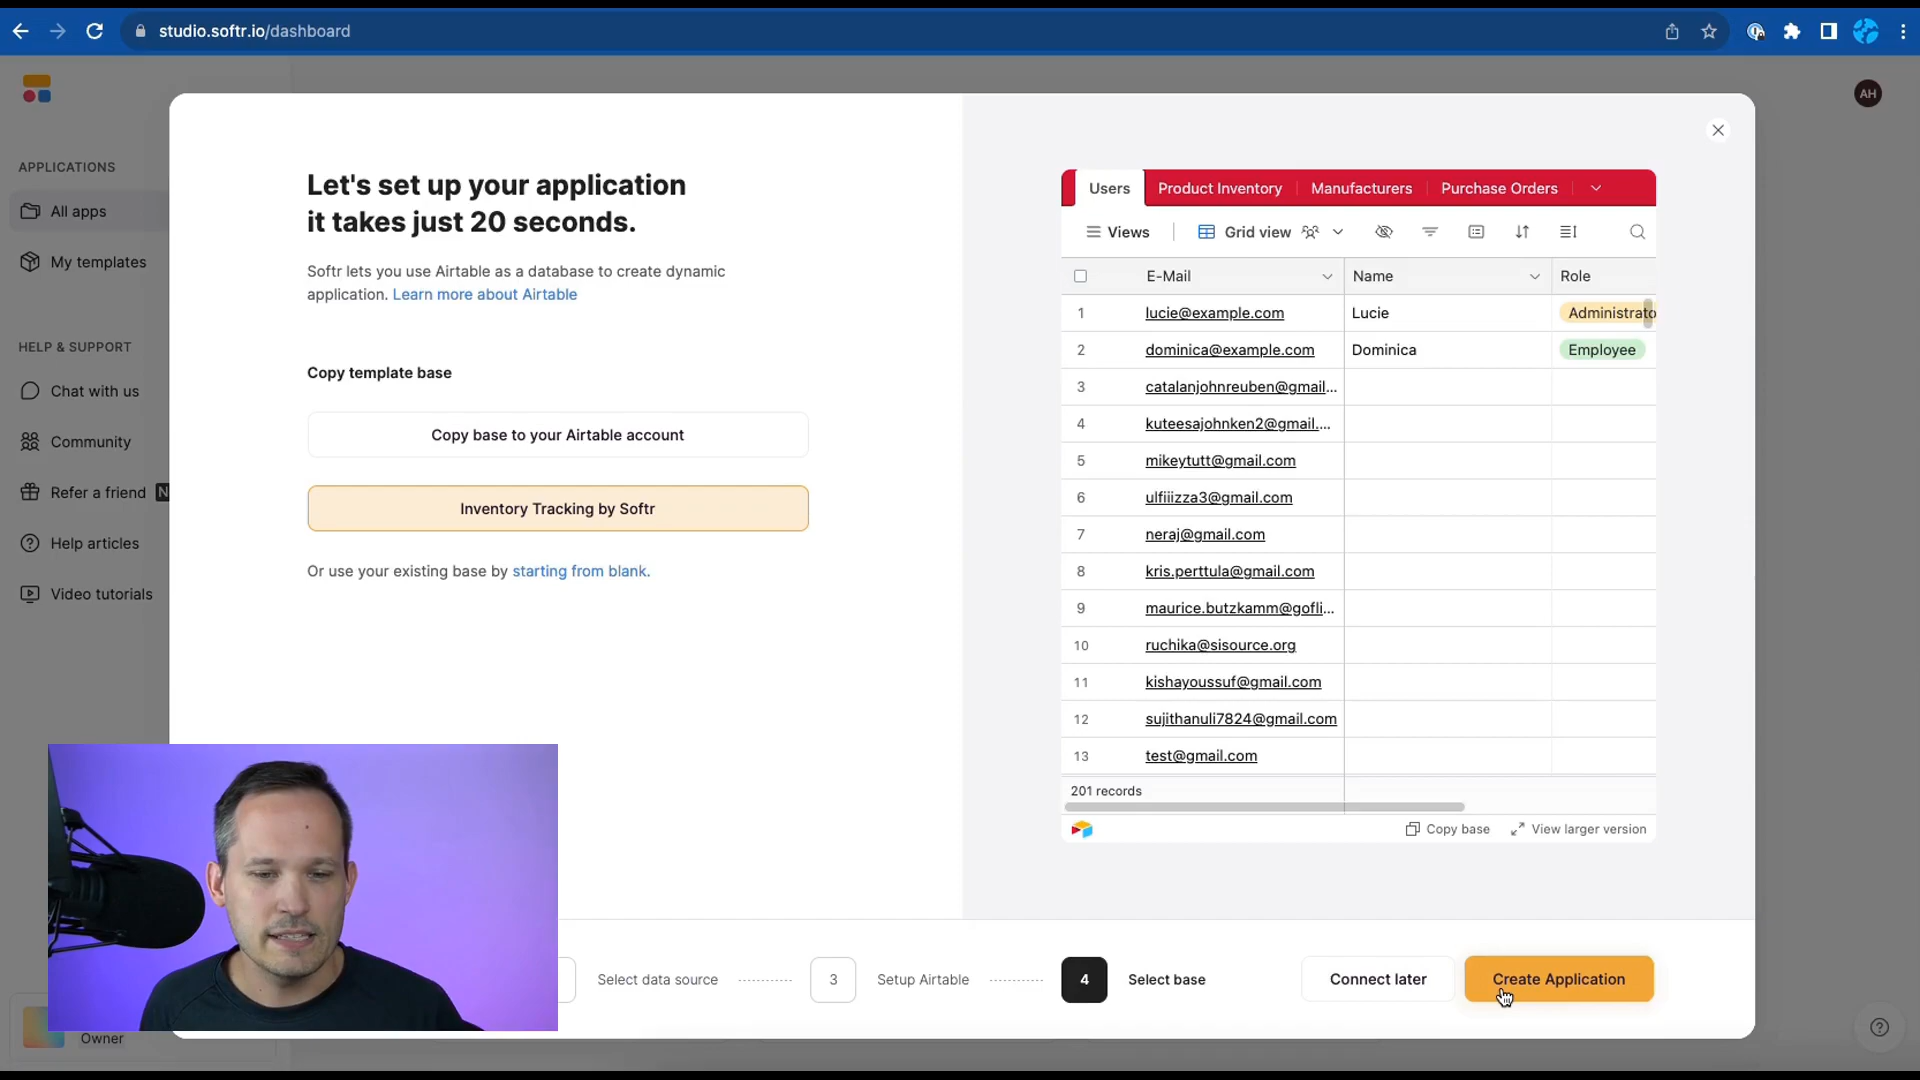 studio.softr.io/dashboard
AH
APPLICATIONS
All apps
My templates
HELP & SUPPORT
Chat with us
Community
Refer a friend N
Help articles
Video tutorials
Owner
Let's set up your application
it takes just 20 seconds.
Softr lets you use Airtable as a database to create dynamic
application. Learn more about Airtable
Copy template base
Copy base to your Airtable account
Inventory Tracking by Softr
Or use your existing base by starting from blank.
Users Product Inventory Manufacturers Purchase Orders
Views Grid view
E-Mail Name Role
1 lucie@example.com Lucie Administrato
2 dominica@example.com Dominica Employee
3 catalanjohnreuben@gmail...
4 kuteesajohnken2@gmail....
5 mikeytutt@gmail.com
6 ulfiiizza3@gmail.com
7 neraj@gmail.com
8 kris.perttula@gmail.com
9 maurice.butzkamm@gofli...
10 ruchika@sisource.org
11 kishayoussuf@gmail.com
12 sujithanuli7824@gmail.com
13 test@gmail.com
201 records
Copy base View larger version
Select data source 3 Setup Airtable 4 Select base Connect later Create Application